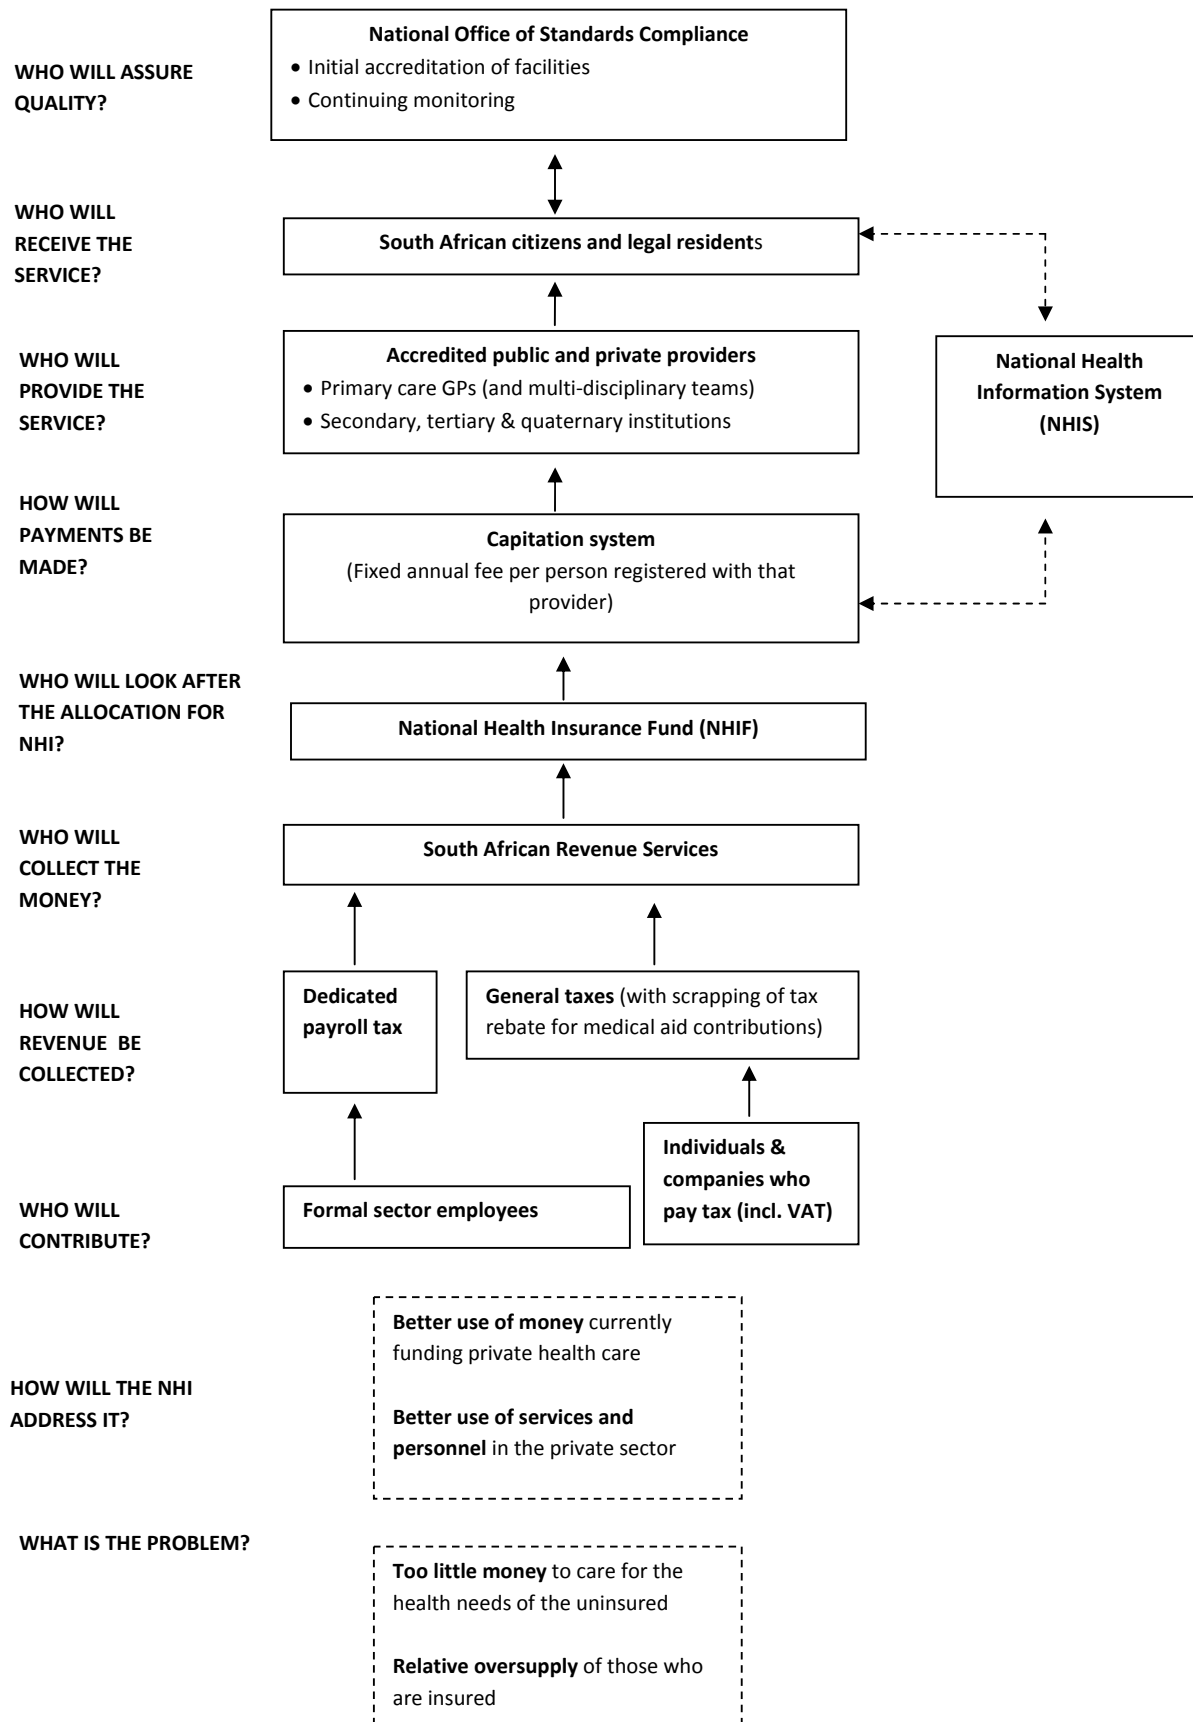 National Office of Standards Compliance
• Initial accreditation of facilities
• Continuing monitoring
WHO WILL ASSURE
QUALITY?
WHO WILL
RECEIVE THE
SERVICE?
South African citizens and legal residents
WHO WILL
PROVIDE THE
SERVICE?
Accredited public and private providers
• Primary care GPs (and multi-disciplinary teams)
• Secondary, tertiary & quaternary institutions
National Health
Information System
(NHIS)
HOW WILL
PAYMENTS BE
MADE?
Capitation system
(Fixed annual fee per person registered with that
provider)
WHO WILL LOOK AFTER
THE ALLOCATION FOR
NHI?
National Health Insurance Fund (NHIF)
WHO WILL
COLLECT THE
MONEY?
South African Revenue Services
HOW WILL
REVENUE BE
COLLECTED?
Dedicated
payroll tax
General taxes (with scrapping of tax
rebate for medical aid contributions)
WHO WILL
CONTRIBUTE?
Formal sector employees
Individuals &
companies who
pay tax (incl. VAT)
HOW WILL THE NHI
ADDRESS IT?
Better use of money currently
funding private health care
Better use of services and
personnel in the private sector
WHAT IS THE PROBLEM?
Too little money to care for the
health needs of the uninsured
Relative oversupply of those who
are insured